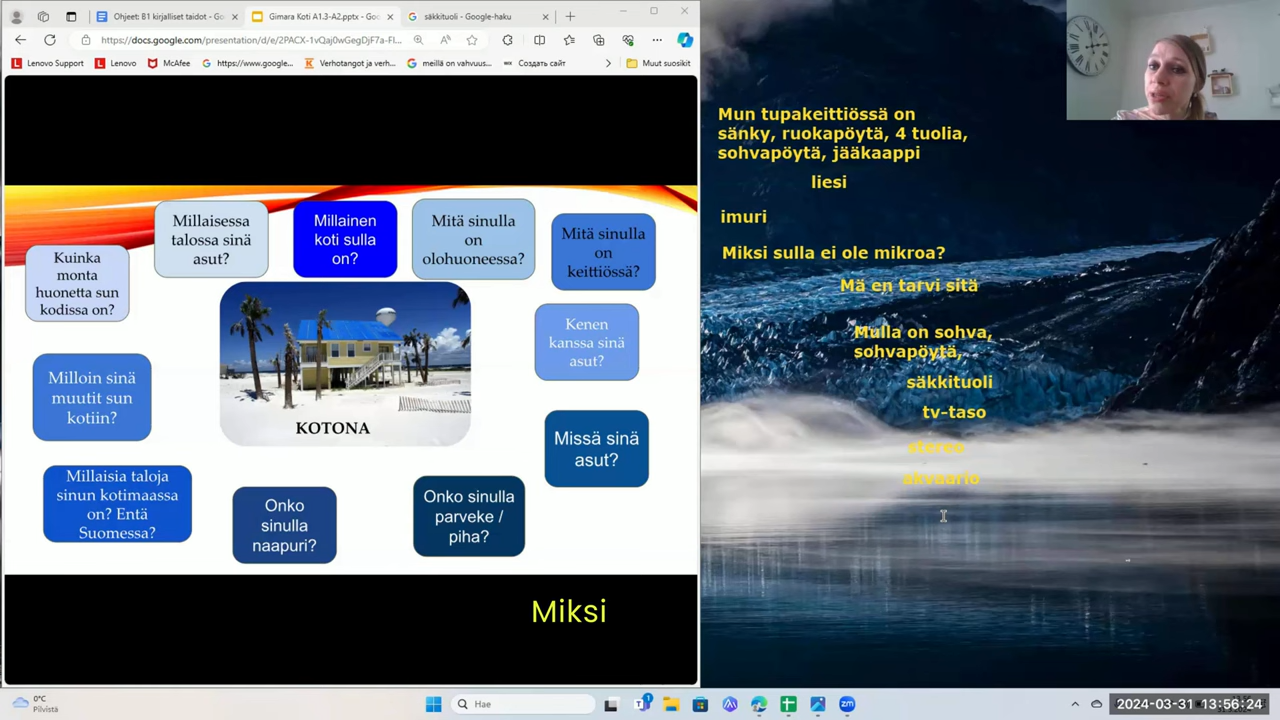 Ohjeet: B1 kirjalliset taidot - Go
Gimara Koti A1.3-A2.pptx - Goo
säkkituoli - Google-haku
https://docs.google.com/presentation/d/e/2PACX-1vQaj0wGegDjF7a-FI...
Lenovo Support
Lenovo
McAfee
https://www.google...
Verhotangot ja verh...
meillä on vahvuus...
Создать сайт
Muut suosikit
Millaisessa
talossa sinä
asut?
Millainen
koti sulla
on?
Mitä sinulla
on
olohuoneessa?
Mitä sinulla
on
keittiössä?
Kuinka
monta
huonetta sun
kodissa on?
Kenen
kanssa sinä
asut?
Milloin sinä
muutit sun
kotiin?
KOTONA
Missä sinä
asut?
Millaisia taloja
sinun kotimaassa
on? Entä
Suomessa?
Onko
sinulla
naapuri?
Onko sinulla
parveke /
piha?
Miksi
Mun tupakeittiössä on
sänky, ruokapöytä, 4 tuolia,
sohvapöytä, jääkaappi
liesi
imuri
Miksi sulla ei ole mikroa?
Mä en tarvi sitä
Mulla on sohva,
sohvapöytä,
säkkituoli
tv-taso
stereo
akvaario
0°C
Pilvistä
Hae
2024-03-31 13:56:24